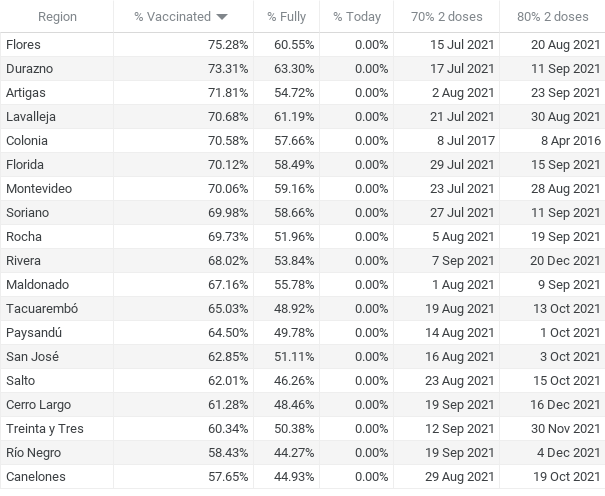 Region % Vaccinated % Fully % Today 70% 2 doses 80% 2 doses
Flores 75.28% 60.55% 0.00% 15 Jul 2021 20 Aug 2021
Durazno 73.31% 63.30% 0.00% 17 Jul 2021 11 Sep 2021
Artigas 71.81% 54.72% 0.00% 2 Aug 2021 23 Sep 2021
Lavalleja 70.68% 61.19% 0.00% 21 Jul 2021 30 Aug 2021
Colonia 70.58% 57.66% 0.00% 8 Jul 2017 8 Apr 2016
Florida 70.12% 58.49% 0.00% 29 Jul 2021 15 Sep 2021
Montevideo 70.06% 59.16% 0.00% 23 Jul 2021 28 Aug 2021
Soriano 69.98% 58.66% 0.00% 27 Jul 2021 11 Sep 2021
Rocha 69.73% 51.96% 0.00% 5 Aug 2021 19 Sep 2021
Rivera 68.02% 53.84% 0.00% 7 Sep 2021 20 Dec 2021
Maldonado 67.16% 55.78% 0.00% 1 Aug 2021 9 Sep 2021
Tacuarembó 65.03% 48.92% 0.00% 19 Aug 2021 13 Oct 2021
Paysandú 64.50% 49.78% 0.00% 14 Aug 2021 1 Oct 2021
San José 62.85% 51.11% 0.00% 16 Aug 2021 3 Oct 2021
Salto 62.01% 46.26% 0.00% 23 Aug 2021 15 Oct 2021
Cerro Largo 61.28% 48.46% 0.00% 19 Sep 2021 16 Dec 2021
Treinta y Tres 60.34% 50.38% 0.00% 12 Sep 2021 30 Nov 2021
Río Negro 58.43% 44.27% 0.00% 19 Sep 2021 4 Dec 2021
Canelones 57.65% 44.93% 0.00% 29 Aug 2021 19 Oct 2021